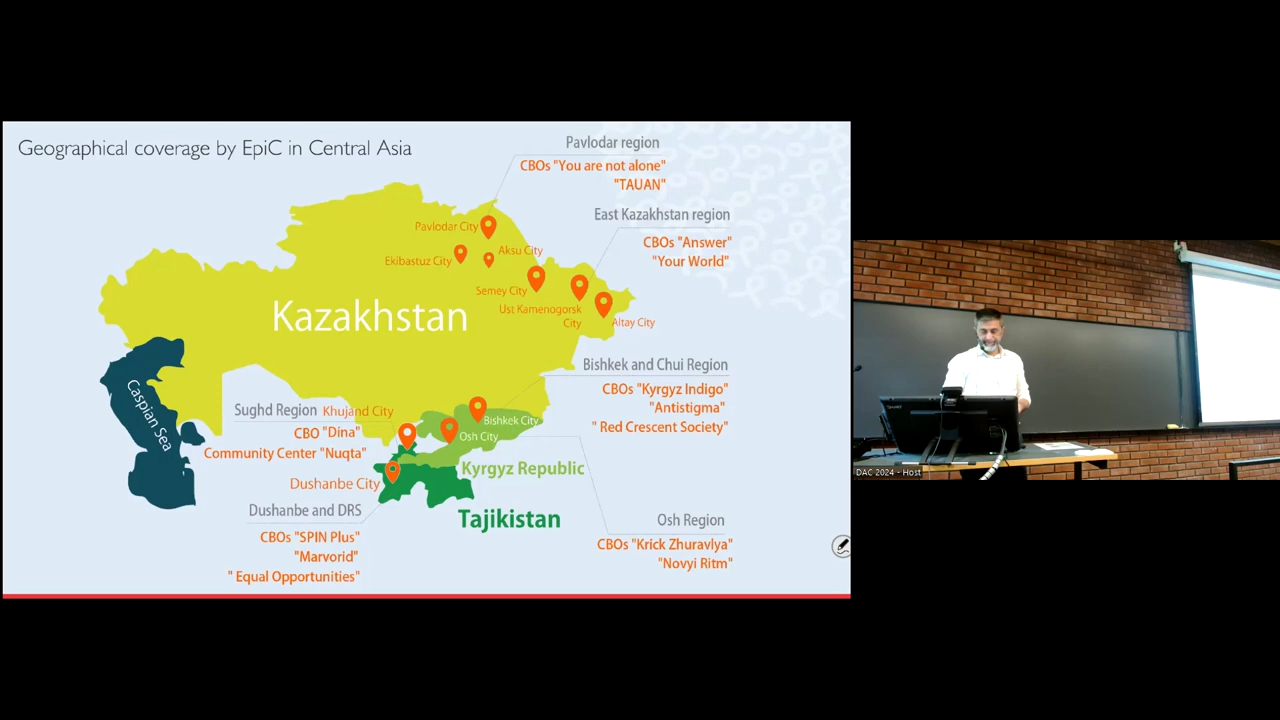 Geographical coverage by EpiC in Central Asia
Pavlodar region
CBOs "You are not alone"
"TAUAN"
East Kazakhstan region
CBOs "Answer"
"Your World"
Pavlodar City
Aksu City
Ekibastuz City
Semey City
Ust Kamenogorsk
City
Altay City
Kazakhstan
Caspian Sea
Bishkek and Chui Region
CBOs "Kyrgyz Indigo"
"Antistigma"
" Red Crescent Society"
Sughd Region
Khujand City
CBO "Dina"
Community Center "Nuqta"
Bishkek City
Osh City
Kyrgyz Republic
Dushanbe City
Tajikistan
Dushanbe and DRS
CBOs "SPIN Plus"
"Marvorid"
" Equal Opportunities"
Osh Region
CBOs "Krick Zhuravlya"
"Novyi Ritm"
DAC 2024 - Host